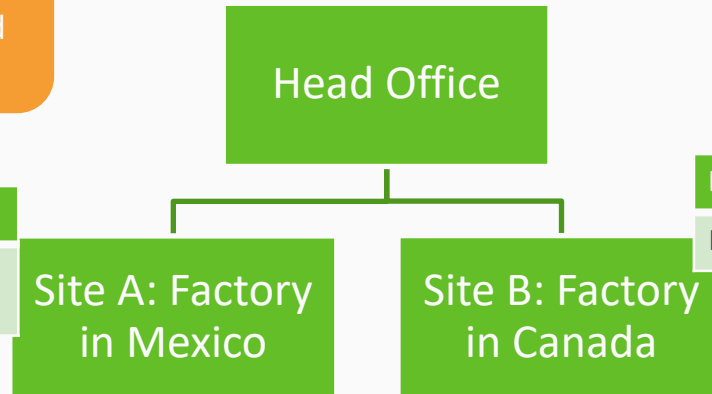 Head Office
Site A: Factory
in Mexico
Site B: Factory
in Canada